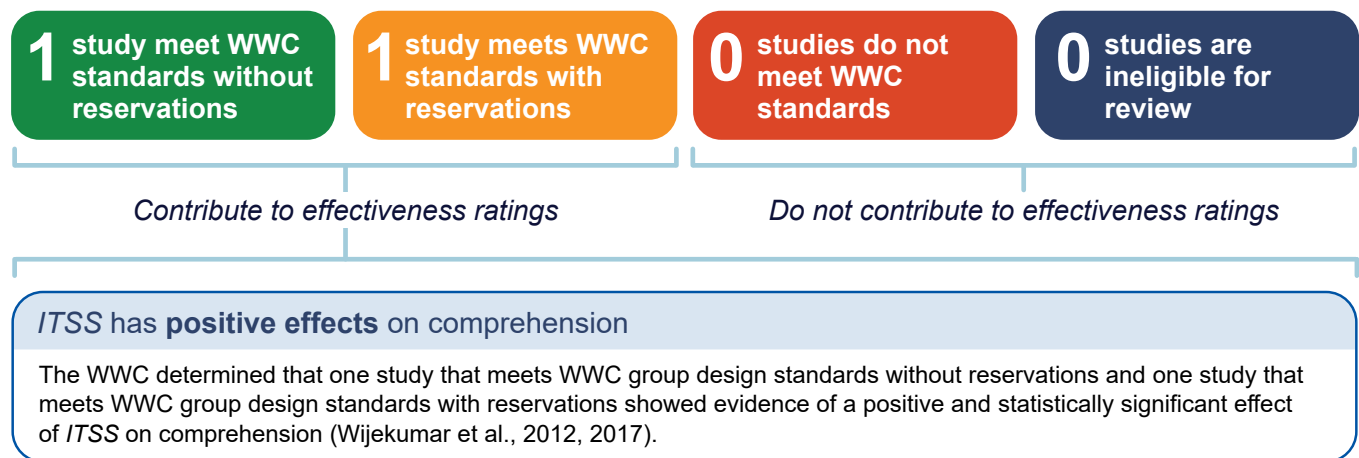 1 study meet WWC
standards without
reservations
1 study meets WWC
standards with
reservations
0 studies do not
meet WWC
standards
0 studies are
ineligible for
review
Contribute to effectiveness ratings
Do not contribute to effectiveness ratings
ITSS has positive effects on comprehension
The WWC determined that one study that meets WWC group design standards without reservations and one study that
meets WWC group design standards with reservations showed evidence of a positive and statistically significant effect
of ITSS on comprehension (Wijekumar et al., 2012, 2017).